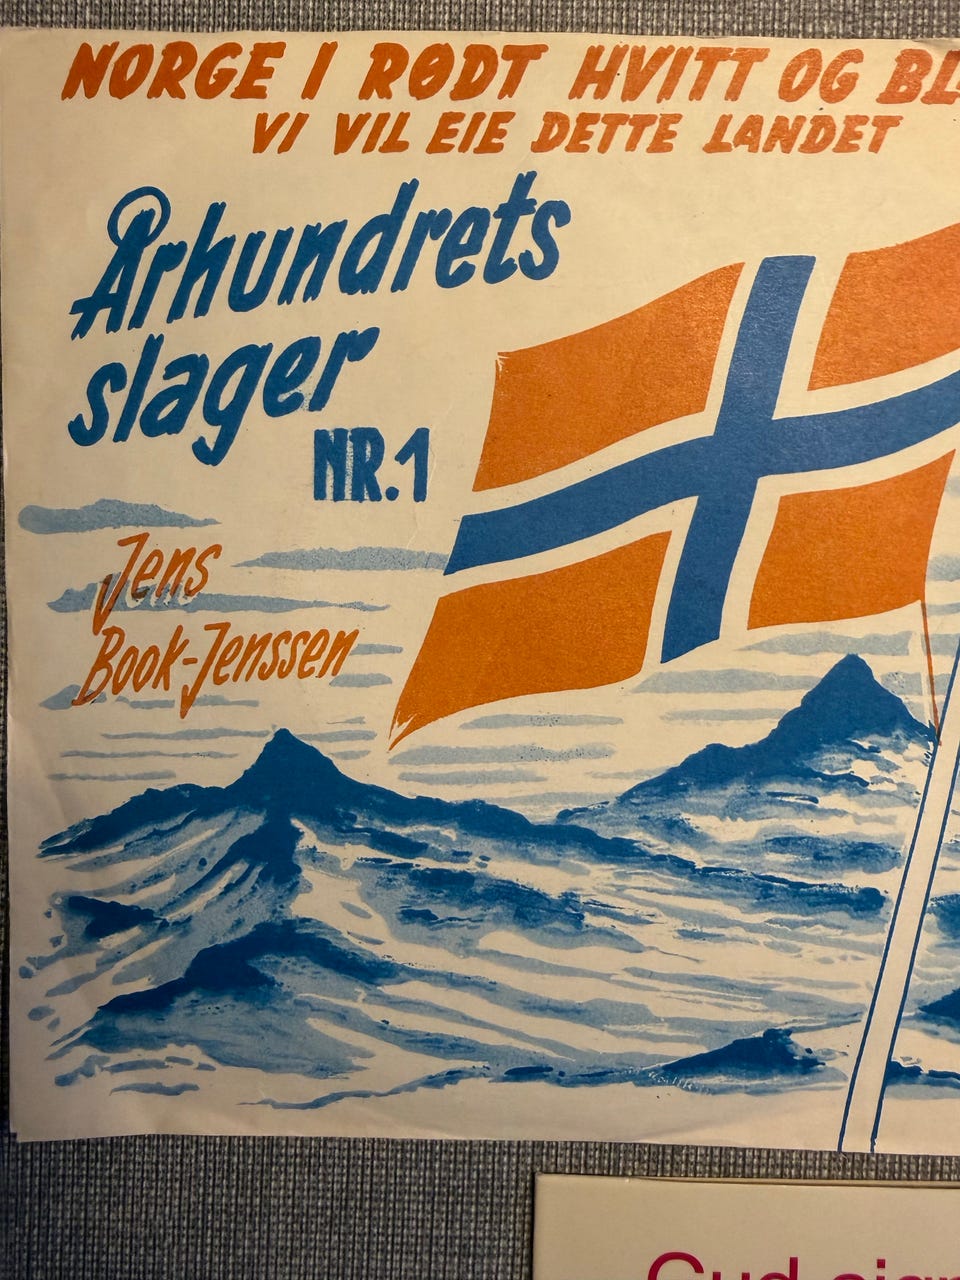 NORGE I RØDT HVITT OG BL
VI VIL EIE DETTE LANDET
Århundrets
slager
NR.1
Jens
Book-Jenssen